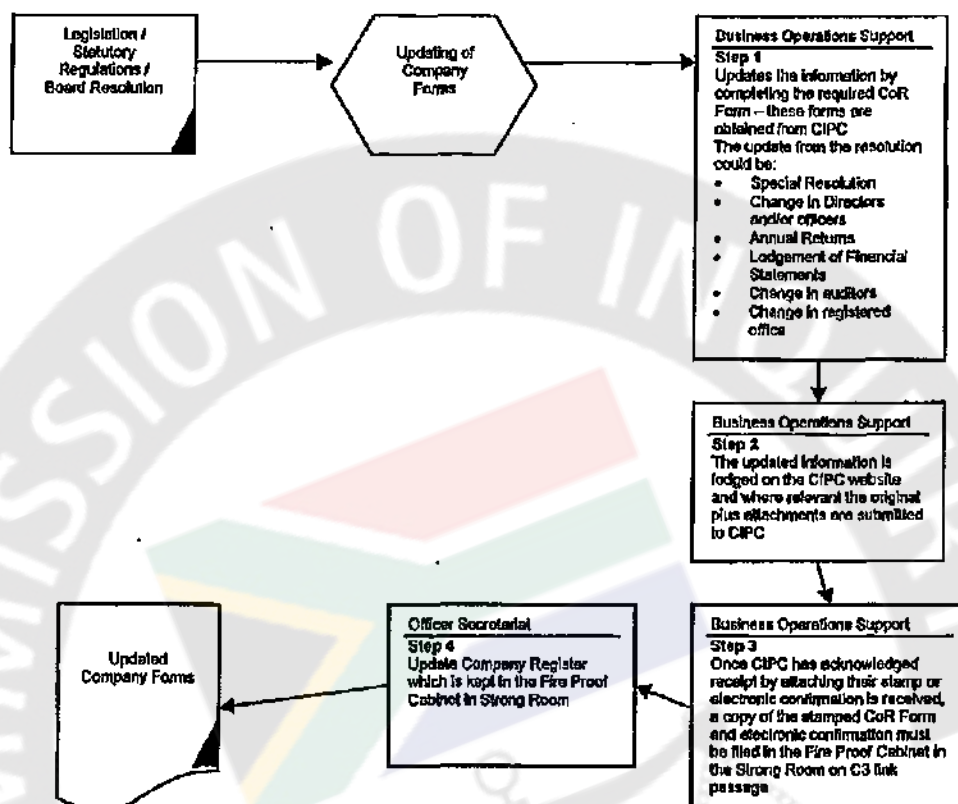 Legislation /
Statutory
Regulations /
Board Resolution
Updating of
Company
Forms
Business Operations Support
Step 1
Updates the information by
completing the required CoR
Form – these forms are
obtained from CIPC
The update from the resolution
could be:
• Special Resolution
• Change in Directors
and/or officers
• Annual Returns
• Lodgement of Financial
Statements
• Change in auditors
• Change in registered
office
Business Operations Support
Step 2
The updated information is
lodged on the CIPC website
and where relevant the original
plus attachments are submitted
to CIPC
Business Operations Support
Step 3
Once CIPC has acknowledged
receipt by attaching their stamp or
electronic confirmation is received,
a copy of the stamped CoR Form
and electronic confirmation must
be filed in the Fire Proof Cabinet in
the Strong Room on C3 link
passage
Officer Secretariat
Step 4
Update Company Register
which is kept in the Fire Proof
Cabinet in Strong Room
Updated
Company Forms
MMISSION OF INQUI